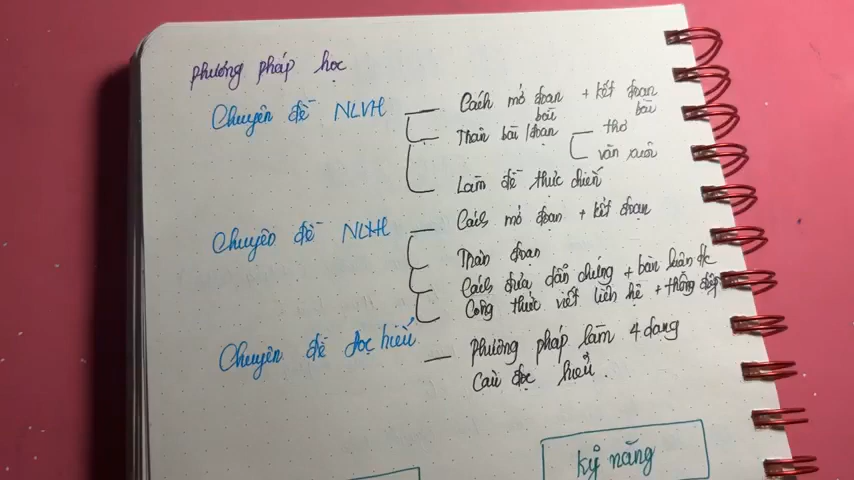 phương pháp học
Chuyên đề NLVH
Cách mở đoạn + kết đoạn
bài bài
Thân bài / đoạn
thơ
văn xuôi
Làm đề thực chiến
Chuyên đề NLXH
Cách mở đoạn + kết đoạn
Thân đoạn
Cách đưa dẫn chứng + bàn luận
Công thức viết liên hệ + thông điệp
Chuyên đề đọc hiểu
phương pháp làm 4 dạng
câu đọc hiểu.
kỹ năng